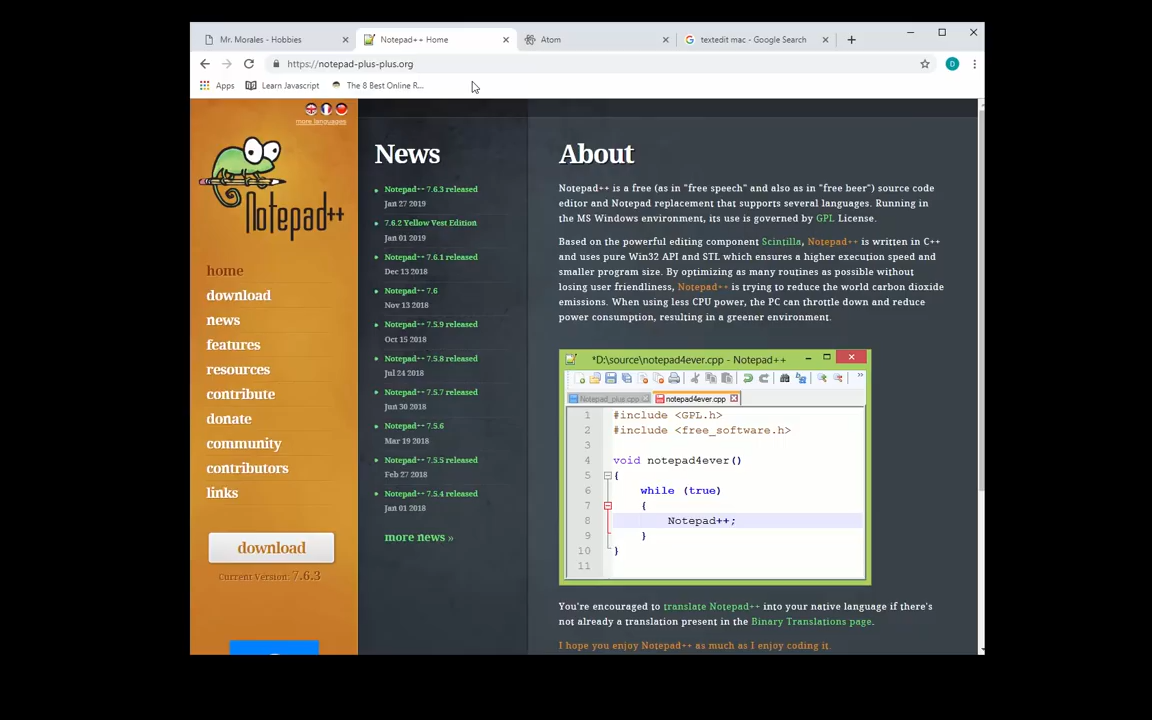 Mr. Morales - Hobbies
Notepad++ Home
Atom
textedit mac - Google Search
https://notepad-plus-plus.org
O
Apps
Learn Javascript
The 8 Best Online R...
more languages
Notepad++
home
download
news
features
resources
contribute
donate
community
contributors
links
download
Current Version: 7.6.3
News
Notepad++ 7.6.3 released
Jan 27 2019
7.6.2 Yellow Vest Edition
Jan 01 2019
Notepad++ 7.6.1 released
Dec 13 2018
Notepad++ 7.6
Nov 13 2018
Notepad++ 7.5.9 released
Oct 15 2018
Notepad++ 7.5.8 released
Jul 24 2018
Notepad++ 7.5.7 released
Jun 30 2018
Notepad++ 7.5.6
Mar 19 2018
Notepad++ 7.5.5 released
Feb 27 2018
Notepad++ 7.5.4 released
Jan 01 2018
more news »
About
Notepad++ is a free (as in "free speech" and also as in "free beer") source code
editor and Notepad replacement that supports several languages. Running in
the MS Windows environment, its use is governed by GPL License.
Based on the powerful editing component Scintilla, Notepad++ is written in C++
and uses pure Win32 API and STL which ensures a higher execution speed and
smaller program size. By optimizing as many routines as possible without
losing user friendliness, Notepad++ is trying to reduce the world carbon dioxide
emissions. When using less CPU power, the PC can throttle down and reduce
power consumption, resulting in a greener environment.
*D:\source\notepad4ever.cpp - Notepad++
Notepad_plus.cpp
notepad4ever.cpp
1 #include <GPL.h>
2 #include <free_software.h>
3
4 void notepad4ever()
5 {
6 while (true)
7 {
8 Notepad++;
9 }
10 }
11
You're encouraged to translate Notepad++ into your native language if there's
not already a translation present in the Binary Translations page.
I hope you enjoy Notepad++ as much as I enjoy coding it.